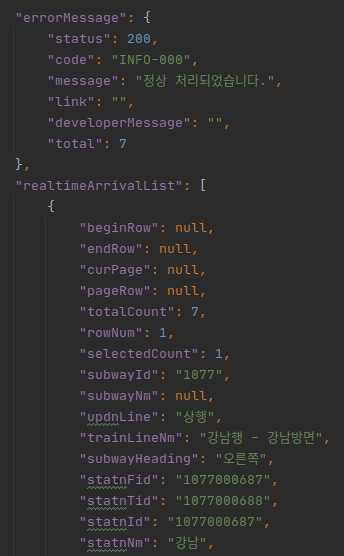 "errorMessage": {
"status": 200,
"code": "INFO-000",
"message": "정상 처리되었습니다.",
"link": "",
"developerMessage": "",
"total": 7
},
"realtimeArrivalList": [
{
"beginRow": null,
"endRow": null,
"curPage": null,
"pageRow": null,
"totalCount": 7,
"rowNum": 1,
"selectedCount": 1,
"subwayId": "1077",
"subwayNm": null,
"updnLine": "상행",
"trainLineNm": "강남행 - 강남방면",
"subwayHeading": "오른쪽",
"statnFid": "1077000687",
"statnTid": "1077000688",
"statnId": "1077000687",
"statnNm": "강남",